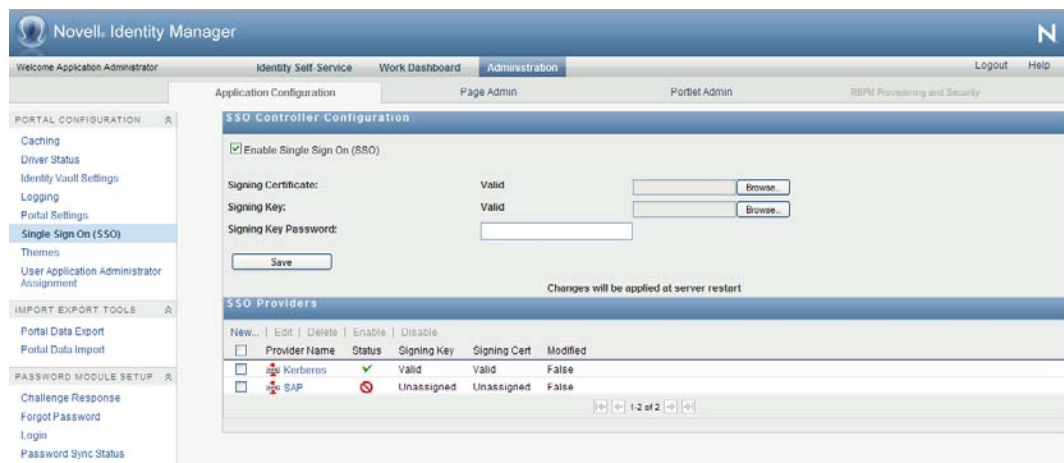 Novell® Identity Manager
N
Welcome Application Administrator
Identity Self-Service Work Dashboard Administration Logout Help
Application Configuration Page Admin Portlet Admin RBPM Provisioning and Security
PORTAL CONFIGURATION
Caching
Driver Status
Identity Vault Settings
Logging
Portal Settings
Single Sign On (SSO)
Themes
User Application Administrator
Assignment
IMPORT EXPORT TOOLS
Portal Data Export
Portal Data Import
PASSWORD MODULE SETUP
Challenge Response
Forgot Password
Login
Password Sync Status
SSO Controller Configuration
Enable Single Sign On (SSO)
Signing Certificate: Valid Browse...
Signing Key: Valid Browse...
Signing Key Password:
Save
Changes will be applied at server restart
SSO Providers
New... | Edit | Delete | Enable | Disable
Provider Name Status Signing Key Signing Cert Modified
Kerberos Valid Valid False
SAP Unassigned Unassigned False
1-2 of 2